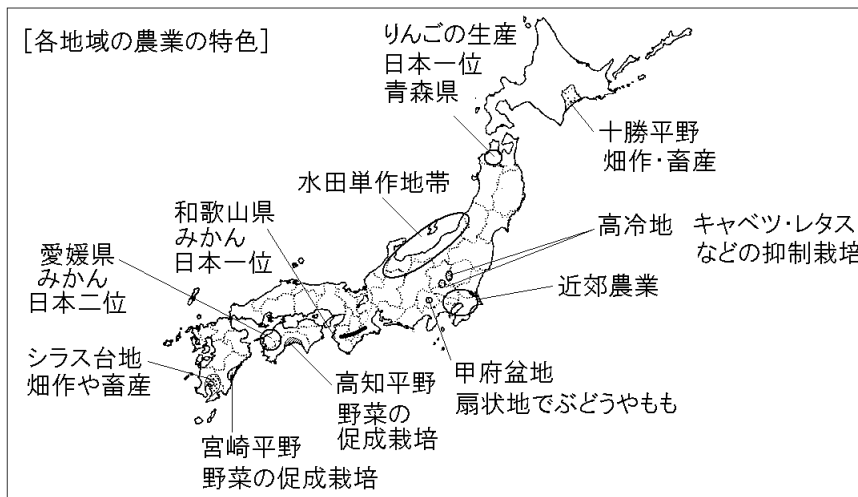 [各地域の農業の特色]
りんごの生産
日本一位
青森県
十勝平野
畑作・畜産
水田単作地帯
和歌山県
みかん
日本一位
高冷地 キャベツ・レタス
などの抑制栽培
愛媛県
みかん
日本二位
近郊農業
シラス台地
畑作や畜産
高知平野
野菜の
促成栽培
甲府盆地
扇状地でぶどうやもも
宮崎平野
野菜の促成栽培